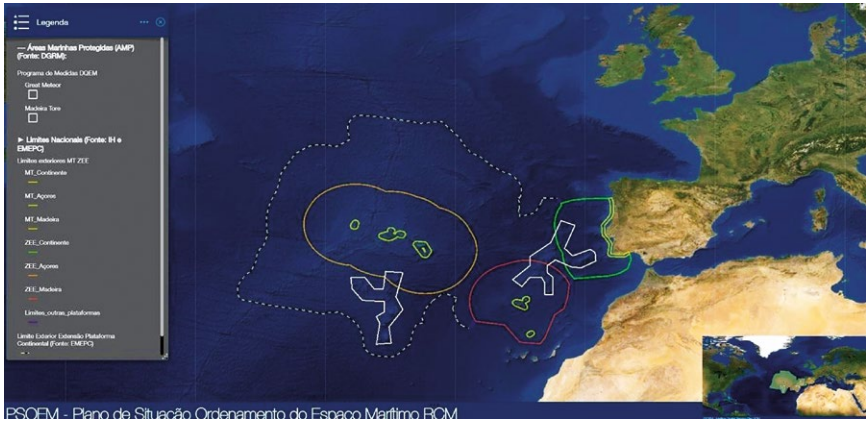 Legenda
— Áreas Marinhas Protegidas (AMP)
(Fonte: DGRM):
Programa de Medidas DQEM
Great Meteor
Madeira Tore
► Limites Nacionais (Fonte: IH e
EMEPC)
Limites exteriores MT ZEE
MT_Continente
MT_Açores
MT_Madeira
ZEE_Continente
ZEE_Açores
ZEE_Madeira
Limites_outras_plataformas
Limite Exterior Extensão Plataforma
Continental (Fonte: EMEPC)
PSOEM - Plano de Situação Ordenamento do Espaço Marítimo RCM